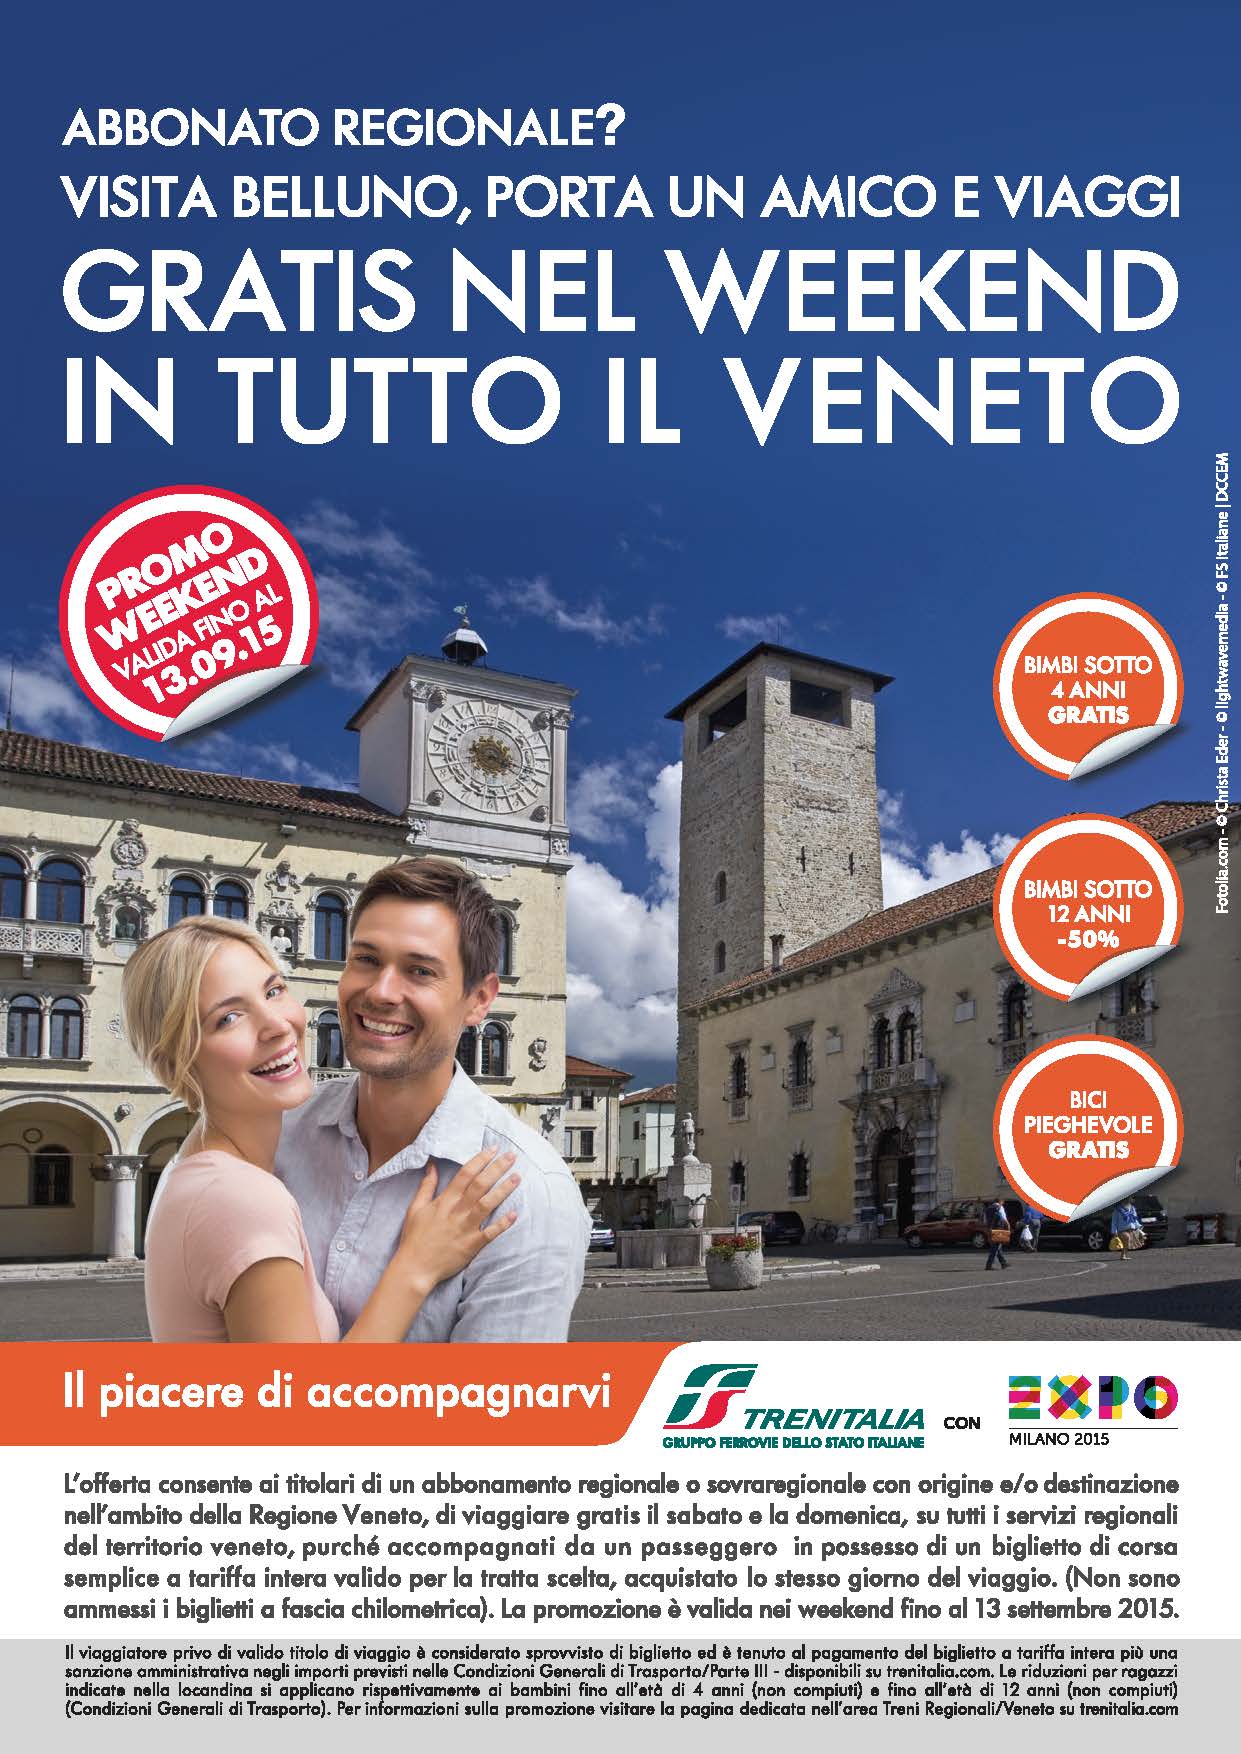 ABBONATO REGIONALE?
VISITA BELLUNO, PORTA UN AMICO E VIAGGI
GRATIS NEL WEEKEND
IN TUTTO IL VENETO
PROMO
WEEKEND
VALIDA FINO AL
13.09.15
BIMBI SOTTO
4 ANNI
GRATIS
BIMBI SOTTO
12 ANNI
-50%
BICI
PIEGHEVOLE
GRATIS
Fotolia.com - © Christa Eder - © lightwavemedia - © FS Italiane | DCCEM
Il piacere di accompagnarvi
TRENITALIA
GRUPPO FERROVIE DELLO STATO ITALIANE
CON
EXPO
MILANO 2015
L'offerta consente ai titolari di un abbonamento regionale o sovraregionale con origine e/o destinazione
nell'ambito della Regione Veneto, di viaggiare gratis il sabato e la domenica, su tutti i servizi regionali
del territorio veneto, purché accompagnati da un passeggero in possesso di un biglietto di corsa
semplice a tariffa intera valido per la tratta scelta, acquistato lo stesso giorno del viaggio. (Non sono
ammessi i biglietti a fascia chilometrica). La promozione è valida nei weekend fino al 13 settembre 2015.
Il viaggiatore privo di valido titolo di viaggio è considerato sprovvisto di biglietto ed è tenuto al pagamento del biglietto a tariffa intera più una
sanzione amministrativa negli importi previsti nelle Condizioni Generali di Trasporto/Parte III - disponibili su trenitalia.com. Le riduzioni per ragazzi
indicate nella locandina si applicano rispettivamente ai bambini fino all'età di 4 anni (non compiuti) e fino all'età di 12 anni (non compiuti)
(Condizioni Generali di Trasporto). Per informazioni sulla promozione visitare la pagina dedicata nell'area Treni Regionali/Veneto su trenitalia.com